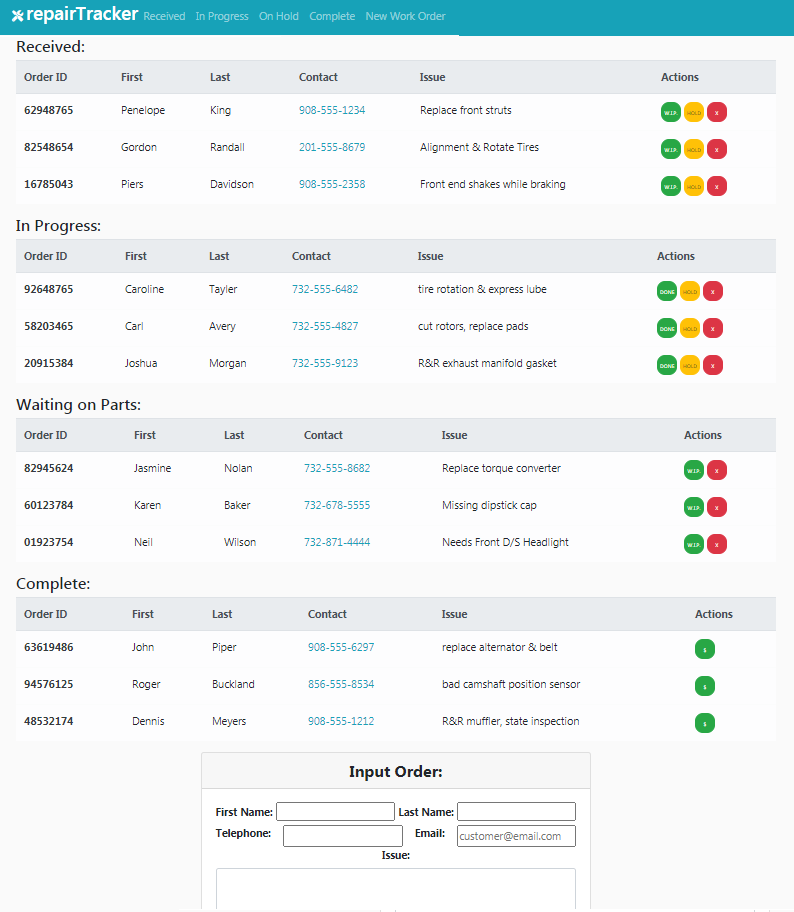 repairTracker Received In Progress On Hold Complete New Work Order
Received:
Order ID First Last Contact Issue Actions
62948765 Penelope King 908-555-1234 Replace front struts W.I.P. HOLD X
82548654 Gordon Randall 201-555-8679 Alignment & Rotate Tires W.I.P. HOLD X
16785043 Piers Davidson 908-555-2358 Front end shakes while braking W.I.P. HOLD X
In Progress:
Order ID First Last Contact Issue Actions
92648765 Caroline Tayler 732-555-6482 tire rotation & express lube DONE HOLD X
58203465 Carl Avery 732-555-4827 cut rotors, replace pads DONE HOLD X
20915384 Joshua Morgan 732-555-9123 R&R exhaust manifold gasket DONE HOLD X
Waiting on Parts:
Order ID First Last Contact Issue Actions
82945624 Jasmine Nolan 732-555-8682 Replace torque converter W.I.P. X
60123784 Karen Baker 732-678-5555 Missing dipstick cap W.I.P. X
01923754 Neil Wilson 732-871-4444 Needs Front D/S Headlight W.I.P. X
Complete:
Order ID First Last Contact Issue Actions
63619486 John Piper 908-555-6297 replace alternator & belt $
94576125 Roger Buckland 856-555-8534 bad camshaft position sensor $
48532174 Dennis Meyers 908-555-1212 R&R muffler, state inspection $
Input Order:
First Name: Last Name:
Telephone: Email: customer@email.com
Issue: